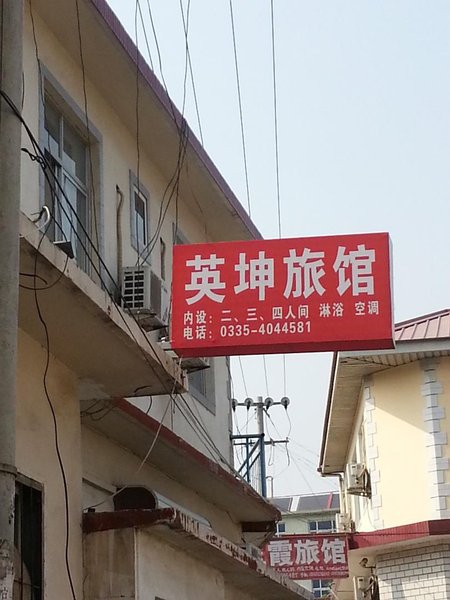 英坤旅馆
内设：二、三、四人间 淋浴 空调
电话：0335-4044581
霞旅馆